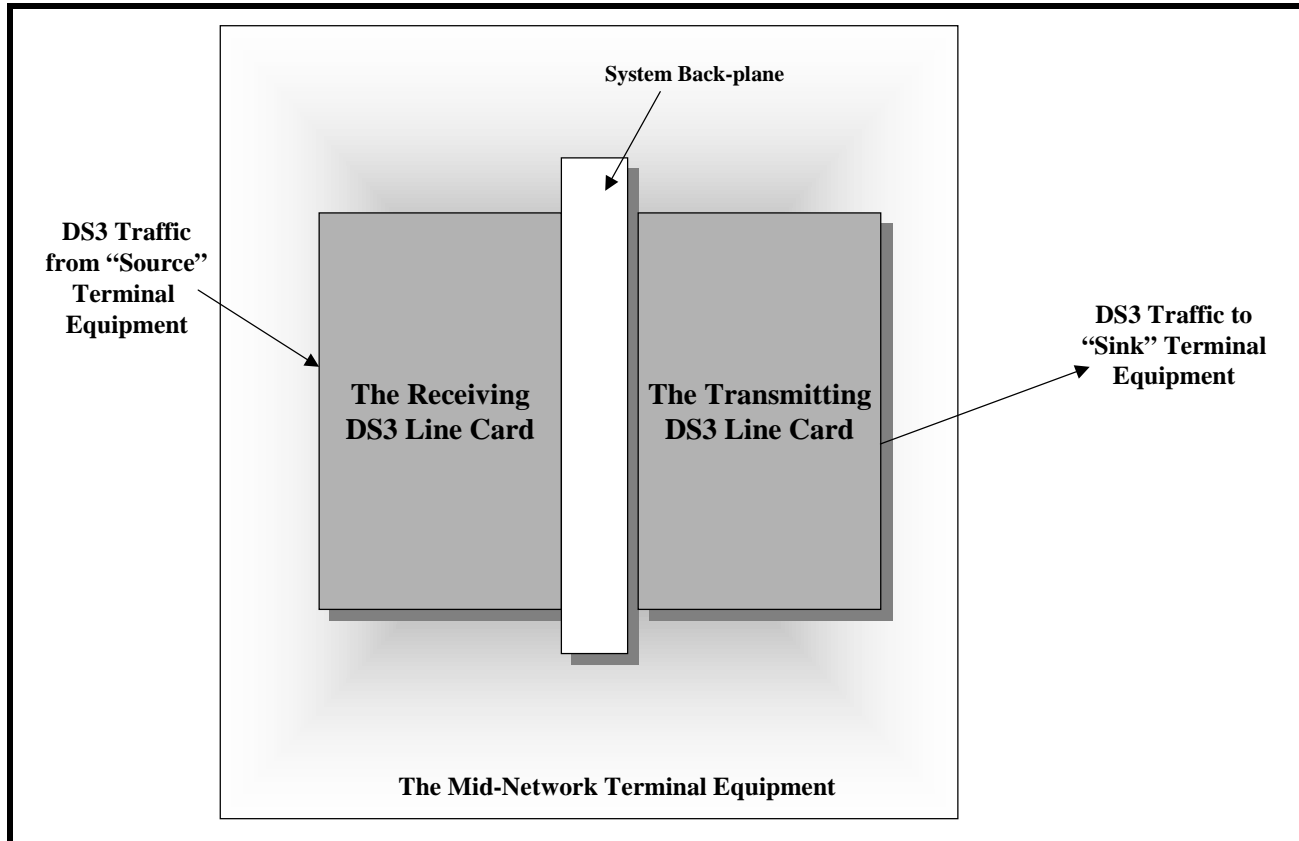 System Back-plane
DS3 Traffic
from “Source”
Terminal
Equipment
The Receiving
DS3 Line Card
The Transmitting
DS3 Line Card
DS3 Traffic to
“Sink” Terminal
Equipment
The Mid-Network Terminal Equipment